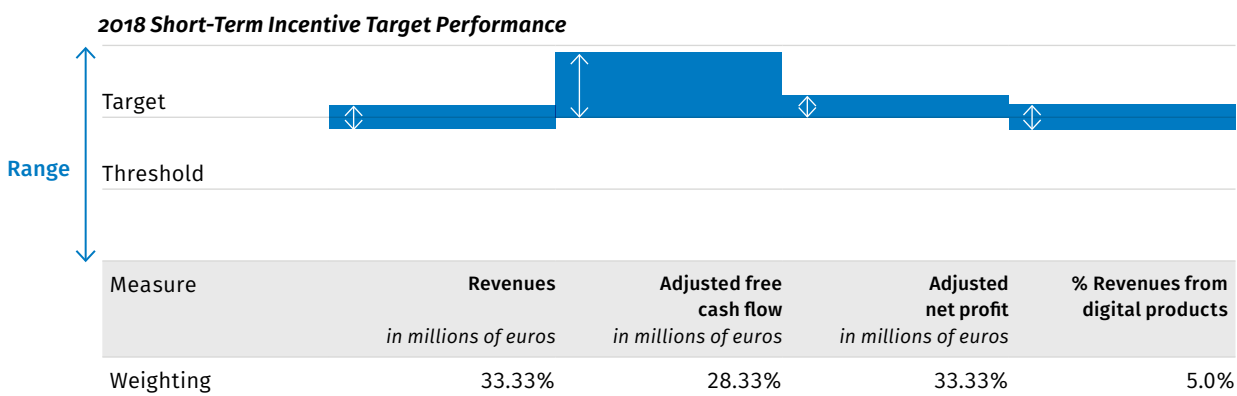 2018 Short-Term Incentive Target Performance
Target
Range
Threshold
Measure Revenues Adjusted free Adjusted % Revenues from
cash flow net profit digital products
in millions of euros in millions of euros in millions of euros
Weighting 33.33% 28.33% 33.33% 5.0%